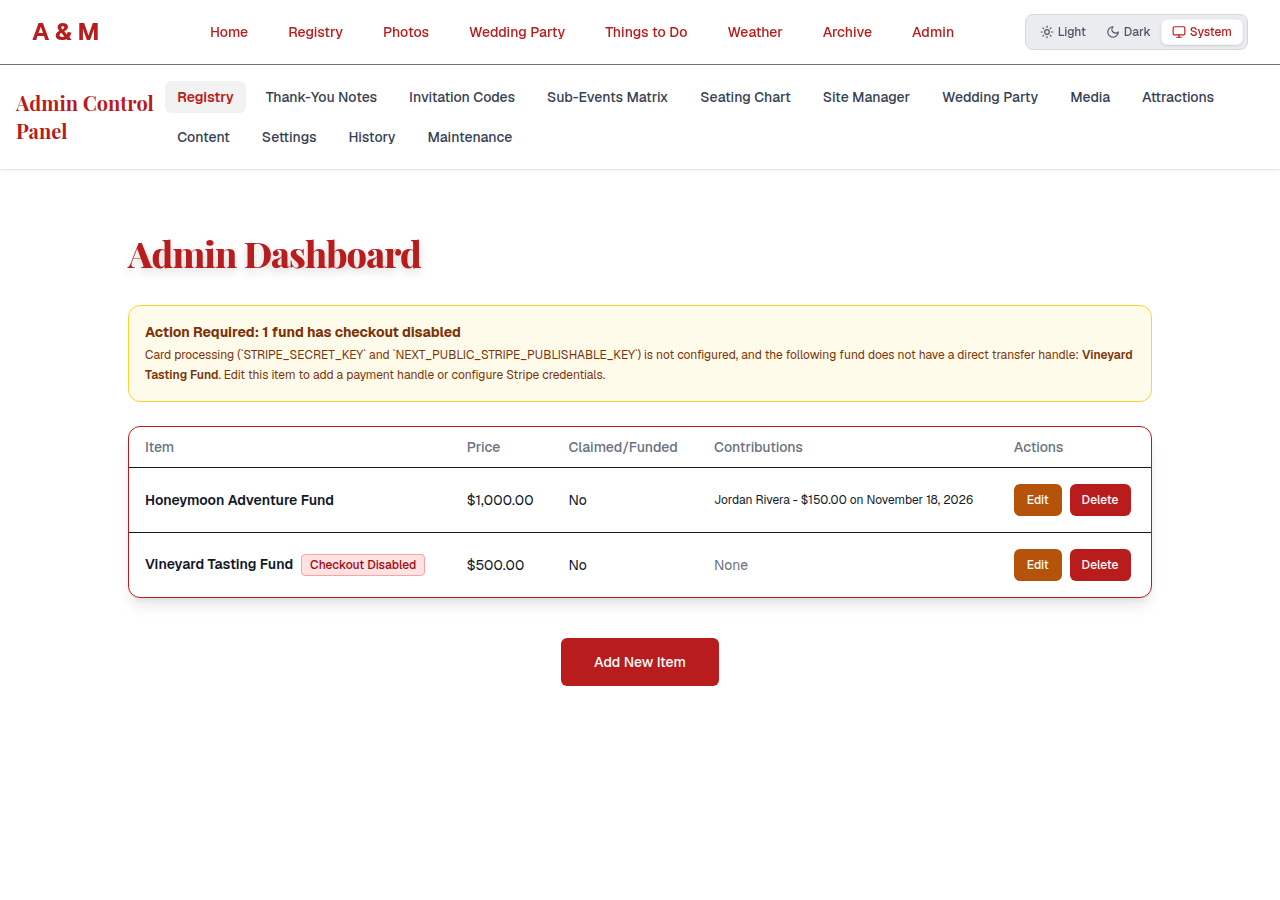 A & M
Home
Registry
Photos
Wedding Party
Things to Do
Weather
Archive
Admin
Light
Dark
System
Admin Control
Panel
Registry
Thank-You Notes
Invitation Codes
Sub-Events Matrix
Seating Chart
Site Manager
Wedding Party
Media
Attractions
Content
Settings
History
Maintenance
Admin Dashboard
Action Required: 1 fund has checkout disabled
Card processing (`STRIPE_SECRET_KEY` and `NEXT_PUBLIC_STRIPE_PUBLISHABLE_KEY`) is not configured, and the following fund does not have a direct transfer handle: Vineyard
Tasting Fund. Edit this item to add a payment handle or configure Stripe credentials.
Item Price Claimed/Funded Contributions Actions
Honeymoon Adventure Fund $1,000.00 No Jordan Rivera - $150.00 on November 18, 2026 Edit Delete
Vineyard Tasting Fund Checkout Disabled $500.00 No None Edit Delete
Add New Item